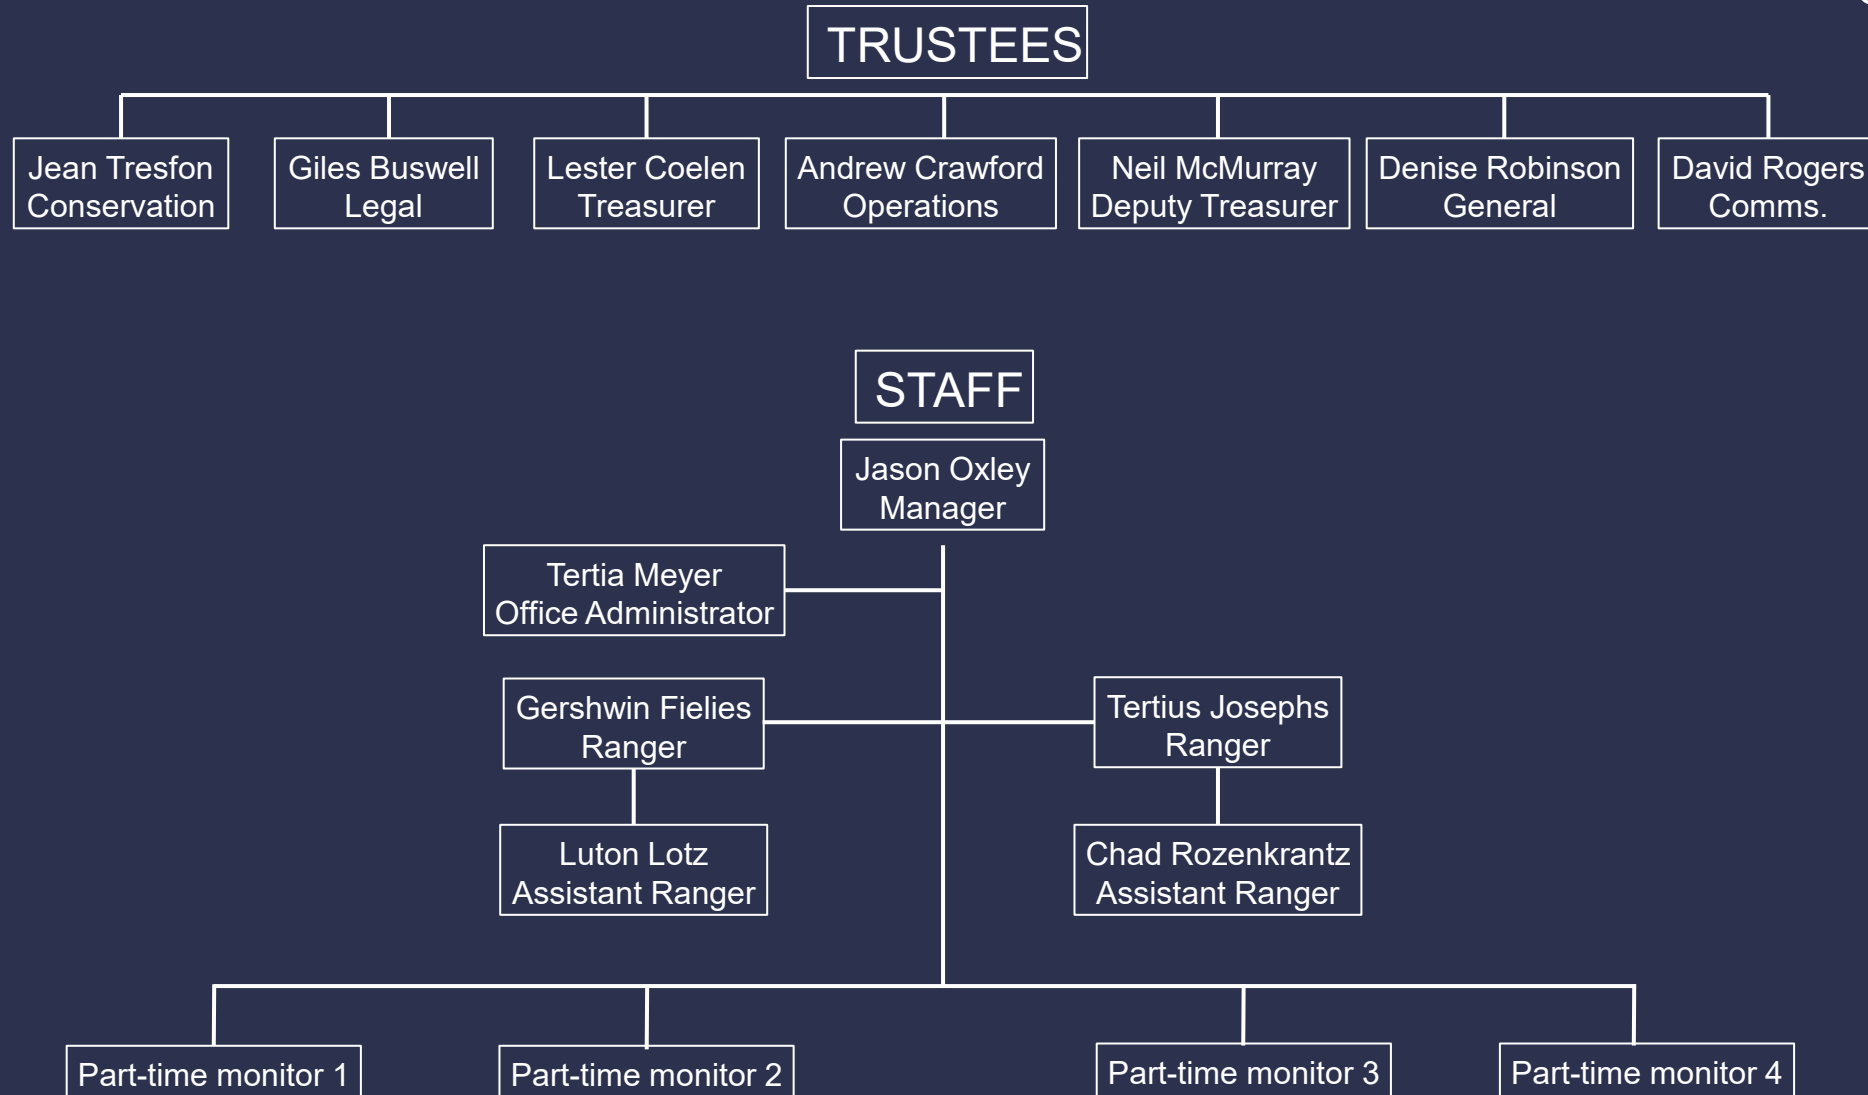 TRUSTEES
Jean Tresfon
Conservation
Giles Buswell
Legal
Lester Coelen
Treasurer
Andrew Crawford
Operations
Neil McMurray
Deputy Treasurer
Denise Robinson
General
David Rogers
Comms.
STAFF
Jason Oxley
Manager
Tertia Meyer
Office Administrator
Gershwin Fielies
Ranger
Tertius Josephs
Ranger
Luton Lotz
Assistant Ranger
Chad Rozenkrantz
Assistant Ranger
Part-time monitor 1
Part-time monitor 2
Part-time monitor 3
Part-time monitor 4